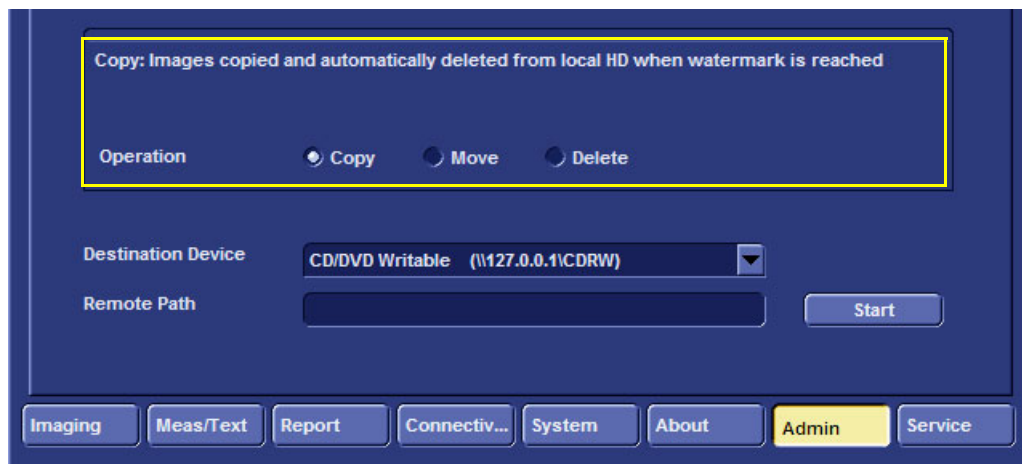 Copy: Images copied and automatically deleted from local HD when watermark is reached
Operation Copy Move Delete
Destination Device CD/DVD Writable (\\127.0.0.1\CDRW)
Remote Path Start
Imaging Meas/Text Report Connectiv... System About Admin Service